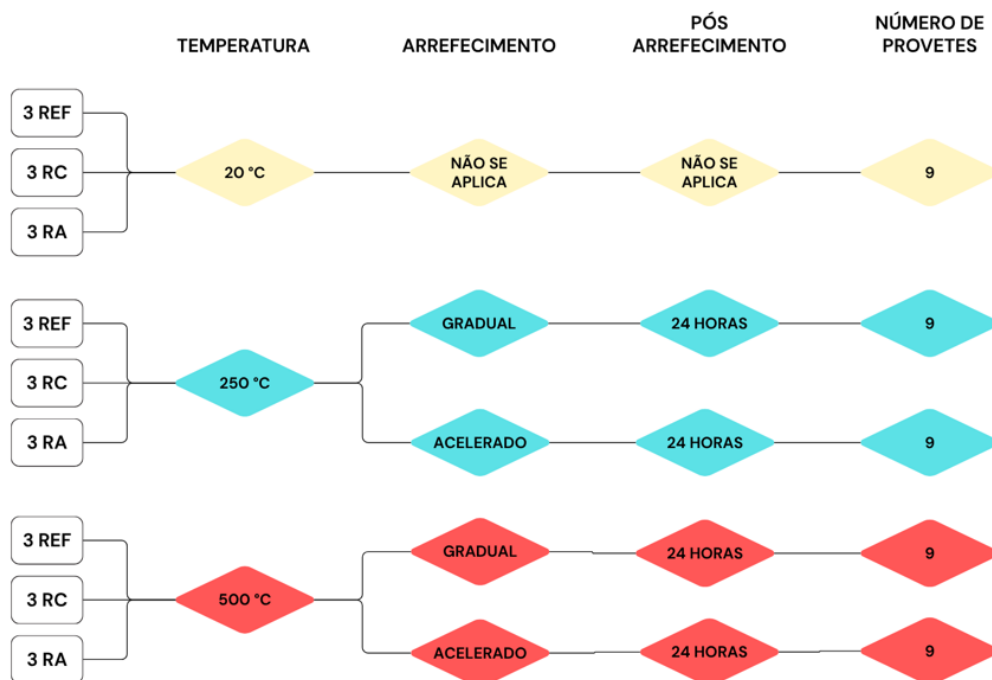 TEMPERATURA
ARREFECIMENTO
PÓS
ARREFECIMENTO
NÚMERO DE
PROVETES
3 REF
3 RC
3 RA
20 °C
NÃO SE
APLICA
NÃO SE
APLICA
9
3 REF
3 RC
3 RA
250 °C
GRADUAL
24 HORAS
9
ACELERADO
24 HORAS
9
3 REF
3 RC
3 RA
500 °C
GRADUAL
24 HORAS
9
ACELERADO
24 HORAS
9